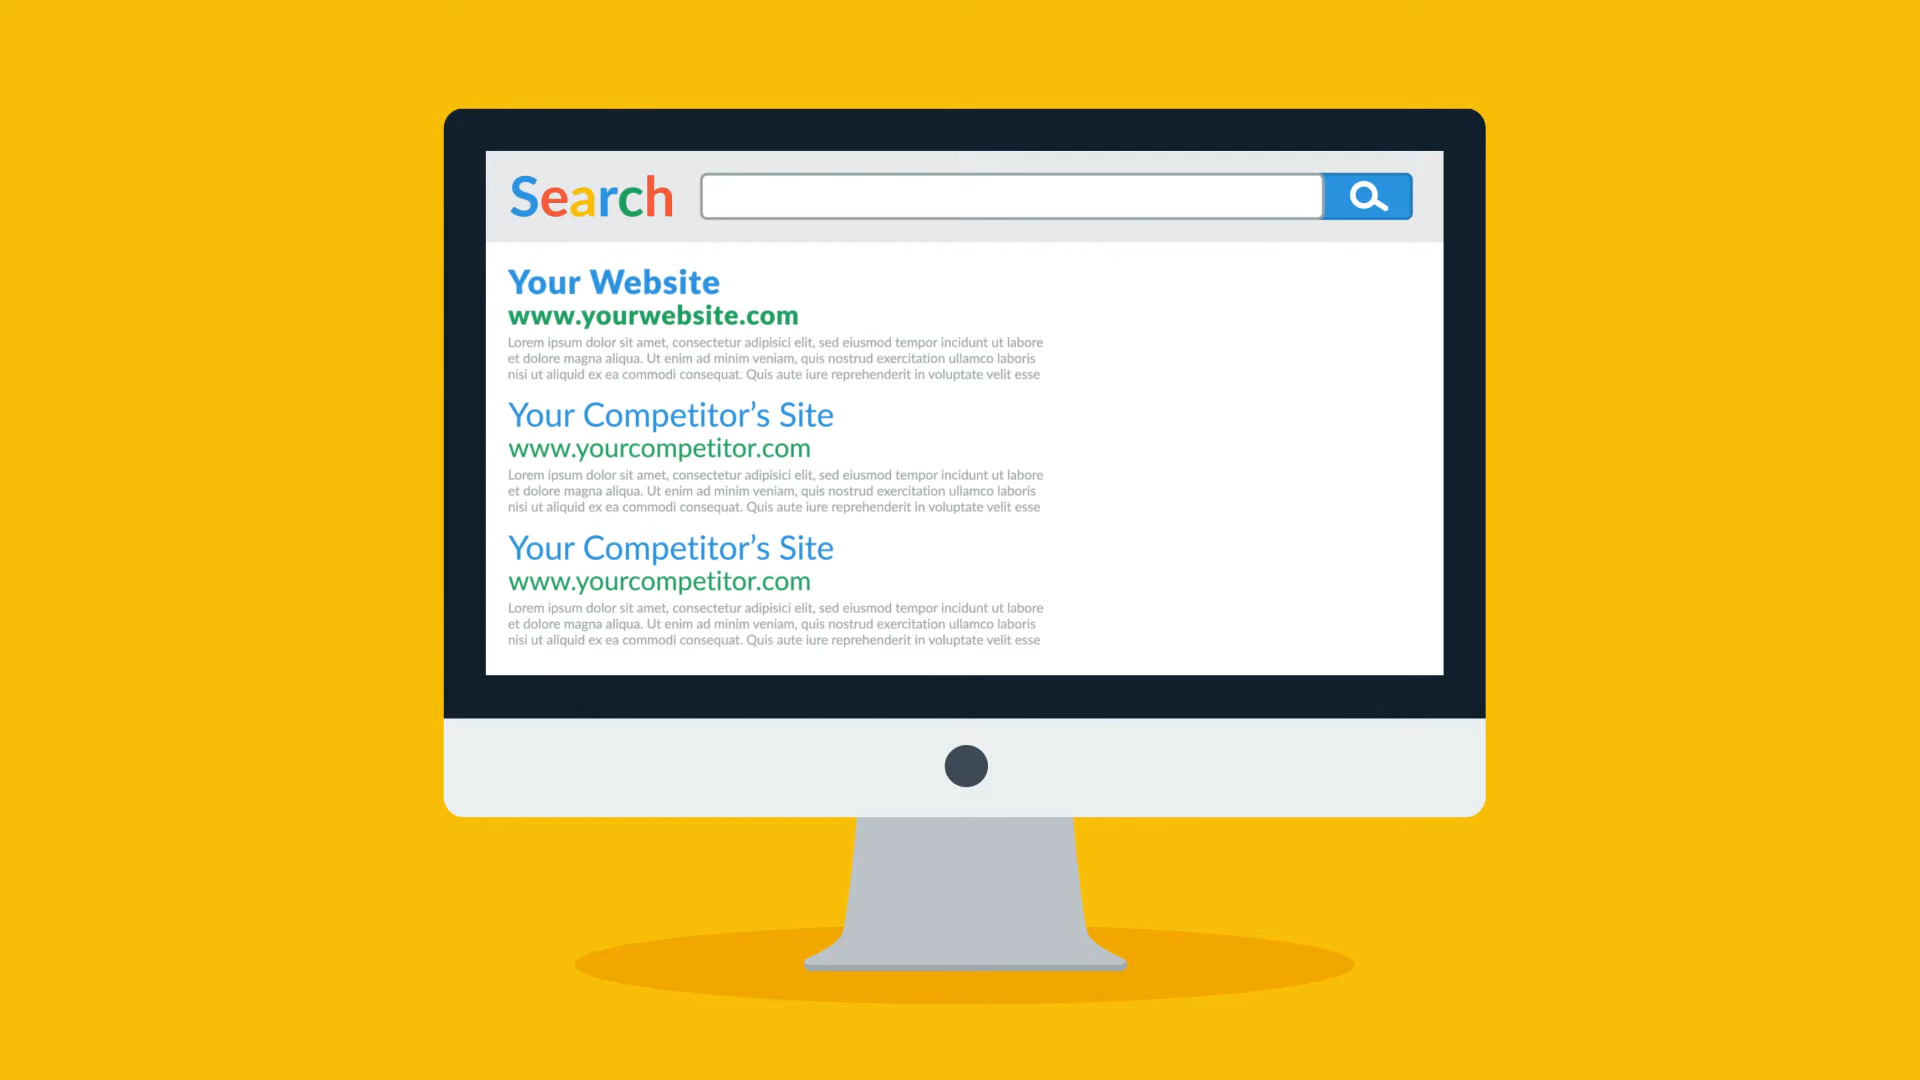 Search
Your Website
www.yourwebsite.com
Lorem ipsum dolor sit amet, consectetur adipisici elit, sed eiusmod tempor incidunt ut labore
et dolore magna aliqua. Ut enim ad minim veniam, quis nostrud exercitation ullamco laboris
nisi ut aliquid ex ea commodi consequat. Quis aute iure reprehenderit in voluptate velit esse
Your Competitor’s Site
www.yourcompetitor.com
Lorem ipsum dolor sit amet, consectetur adipisici elit, sed eiusmod tempor incidunt ut labore
et dolore magna aliqua. Ut enim ad minim veniam, quis nostrud exercitation ullamco laboris
nisi ut aliquid ex ea commodi consequat. Quis aute iure reprehenderit in voluptate velit esse
Your Competitor’s Site
www.yourcompetitor.com
Lorem ipsum dolor sit amet, consectetur adipisici elit, sed eiusmod tempor incidunt ut labore
et dolore magna aliqua. Ut enim ad minim veniam, quis nostrud exercitation ullamco laboris
nisi ut aliquid ex ea commodi consequat. Quis aute iure reprehenderit in voluptate velit esse